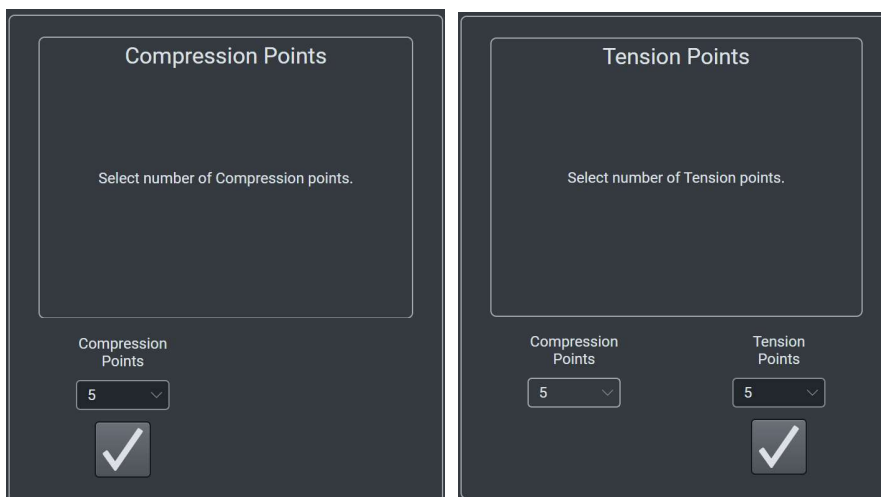 Compression Points
Select number of Compression points.
Compression
Points
5
Tension Points
Select number of Tension points.
Compression
Points
5
Tension
Points
5